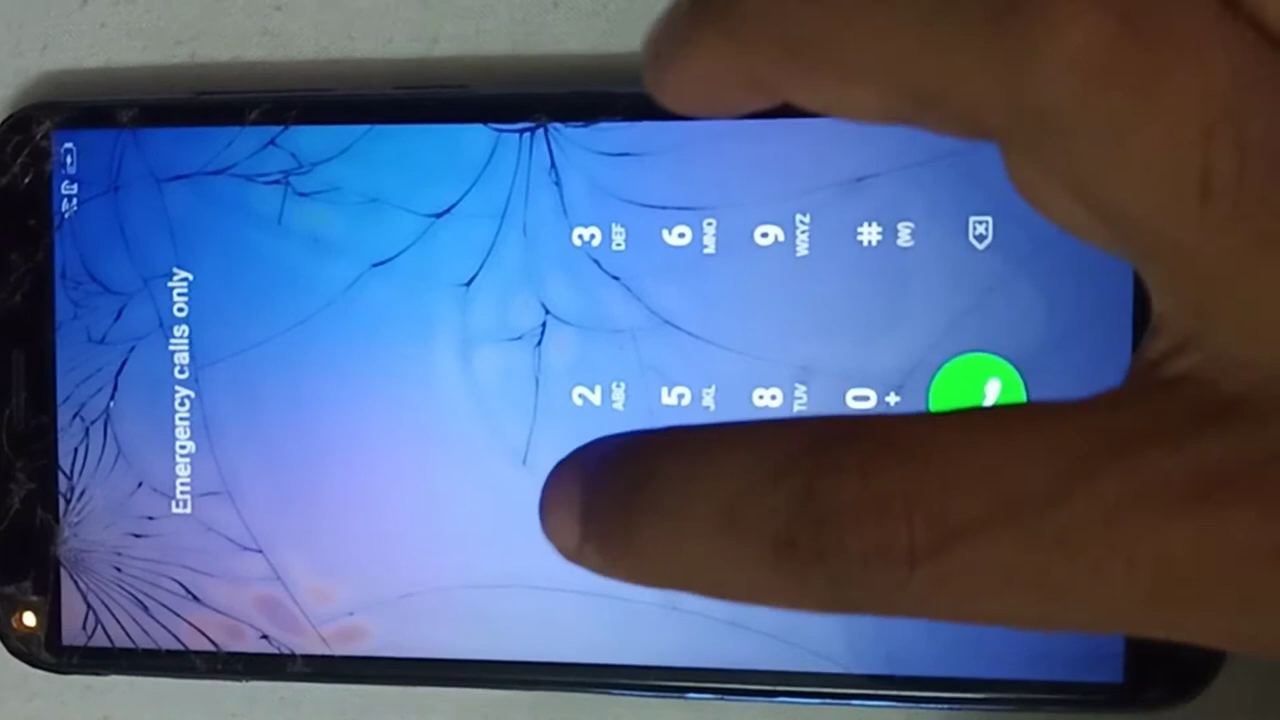 Emergency calls only
2 3
ABC DEF
5 6
JKL MNO
8 9
TUV WXYZ
0 #
+ (W)